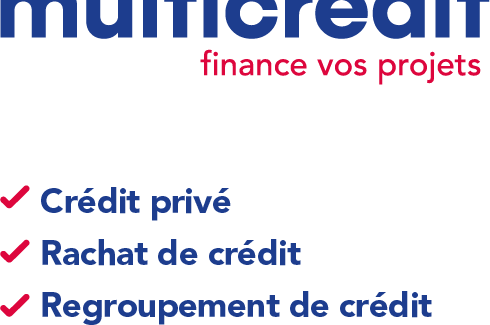 multicredit
finance vos projets
Crédit privé
Rachat de crédit
Regroupement de crédit